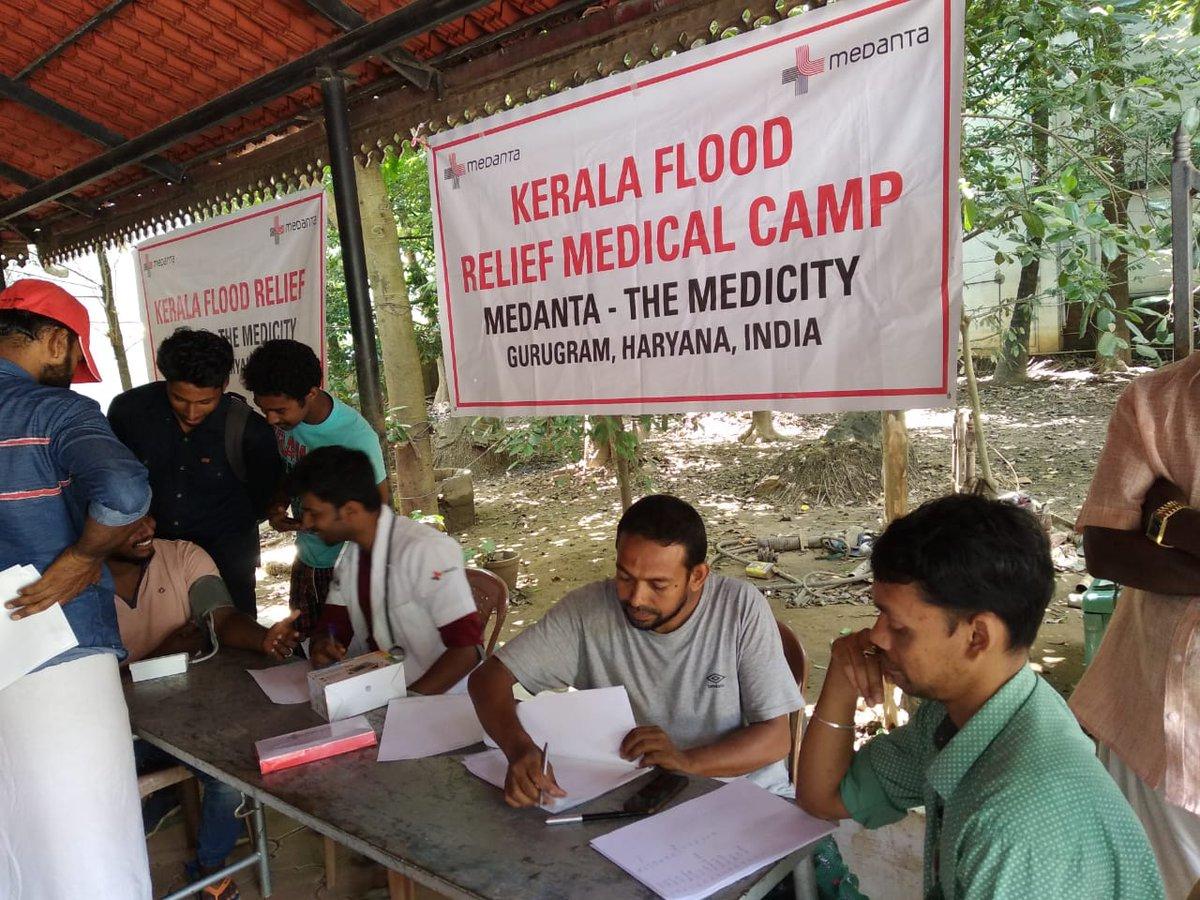 medanta
medanta
KERALA FLOOD RELIEF
THE MEDICITY
medanta
medanta
KERALA FLOOD
RELIEF MEDICAL CAMP
MEDANTA - THE MEDICITY
GURUGRAM, HARYANA, INDIA